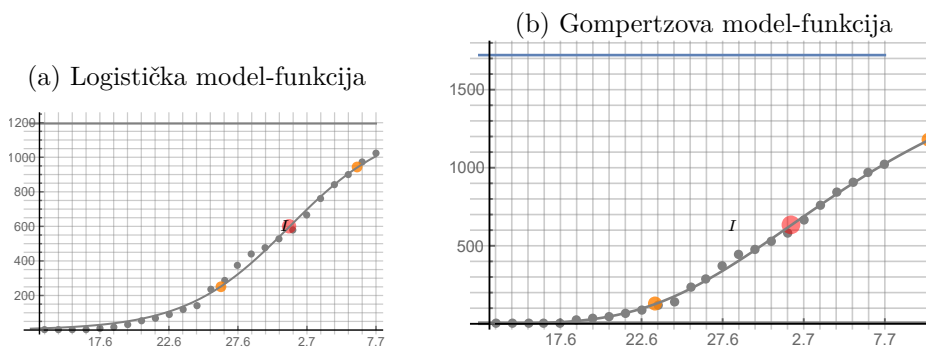 (b) Gompertzova model-funkcija
(a) Logistička model-funkcija
1200
1000
800
600
400
200
I
17.6 22.6 27.6 2.7 7.7
1500
1000
500
I
17.6 22.6 27.6 2.7 7.7